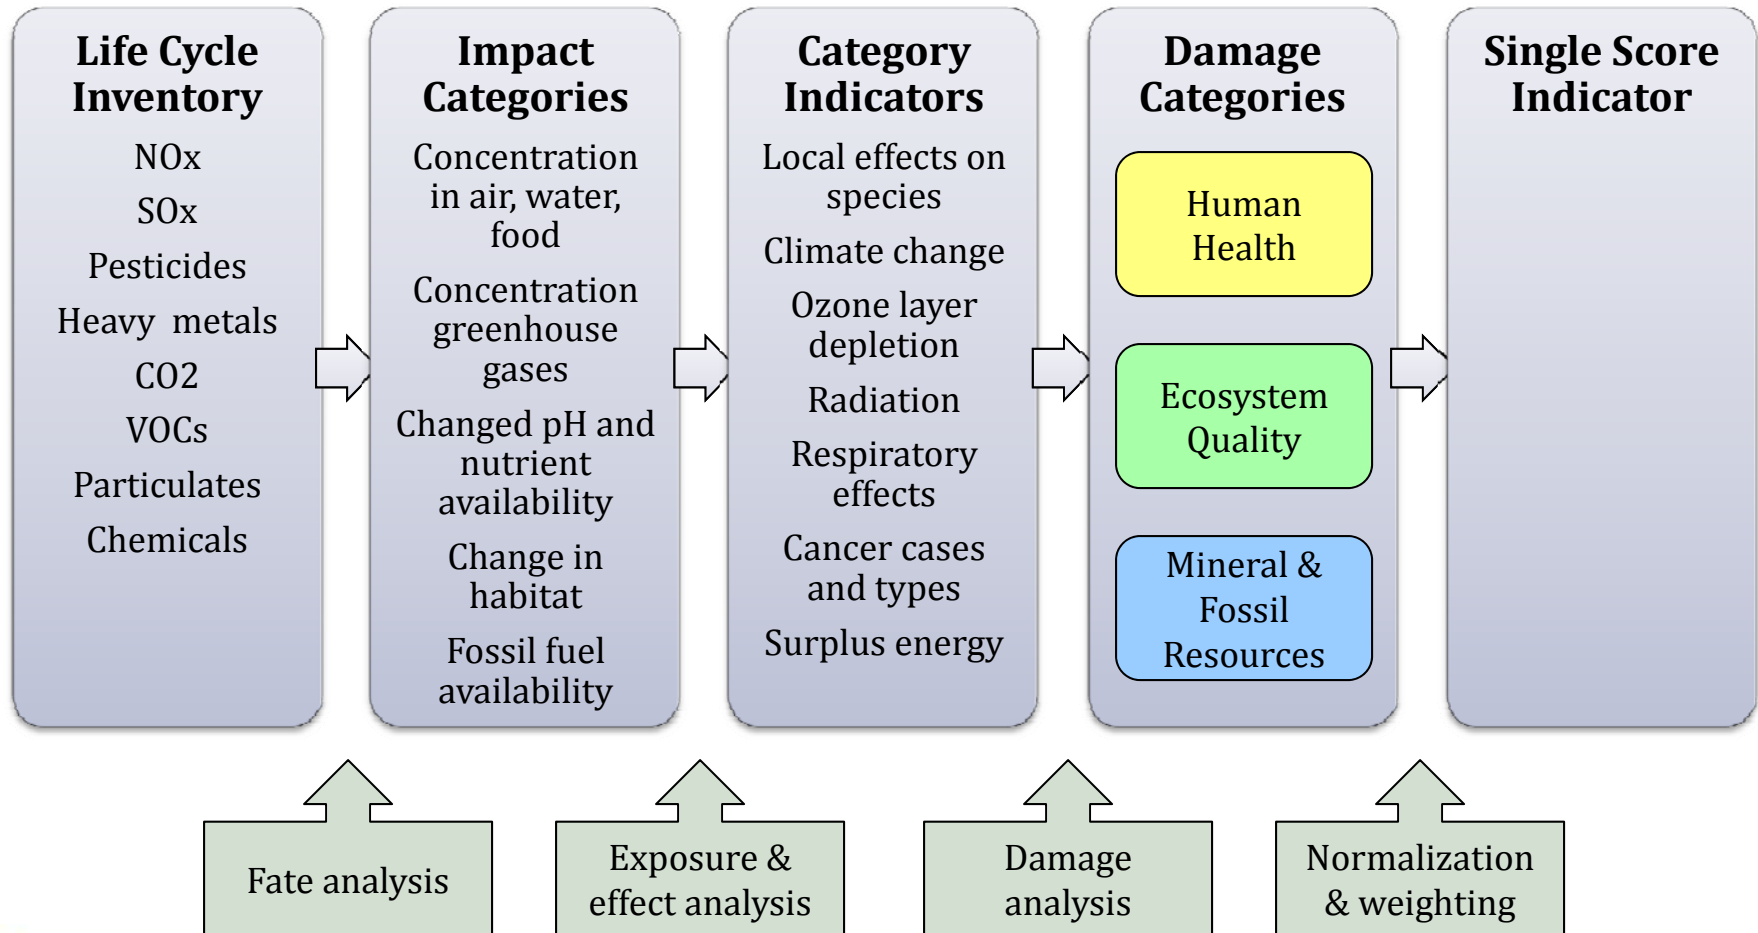 Life Cycle
Inventory
NOx
SOx
Pesticides
Heavy  metals
CO2
VOCs
Particulates
Chemicals
Impact
Categories
Concentration
in air, water,
food
Concentration
greenhouse
gases
Changed pH and
nutrient
availability
Change in
habitat
Fossil fuel
availability
Category
Indicators
Local effects on
species
Climate change
Ozone layer
depletion
Radiation
Respiratory
effects
Cancer cases
and types
Surplus energy
Damage
Categories
Human
Health
Ecosystem
Quality
Mineral &
Fossil
Resources
Single Score
Indicator
Fate analysis
Exposure &
effect analysis
Damage
analysis
Normalization
& weighting